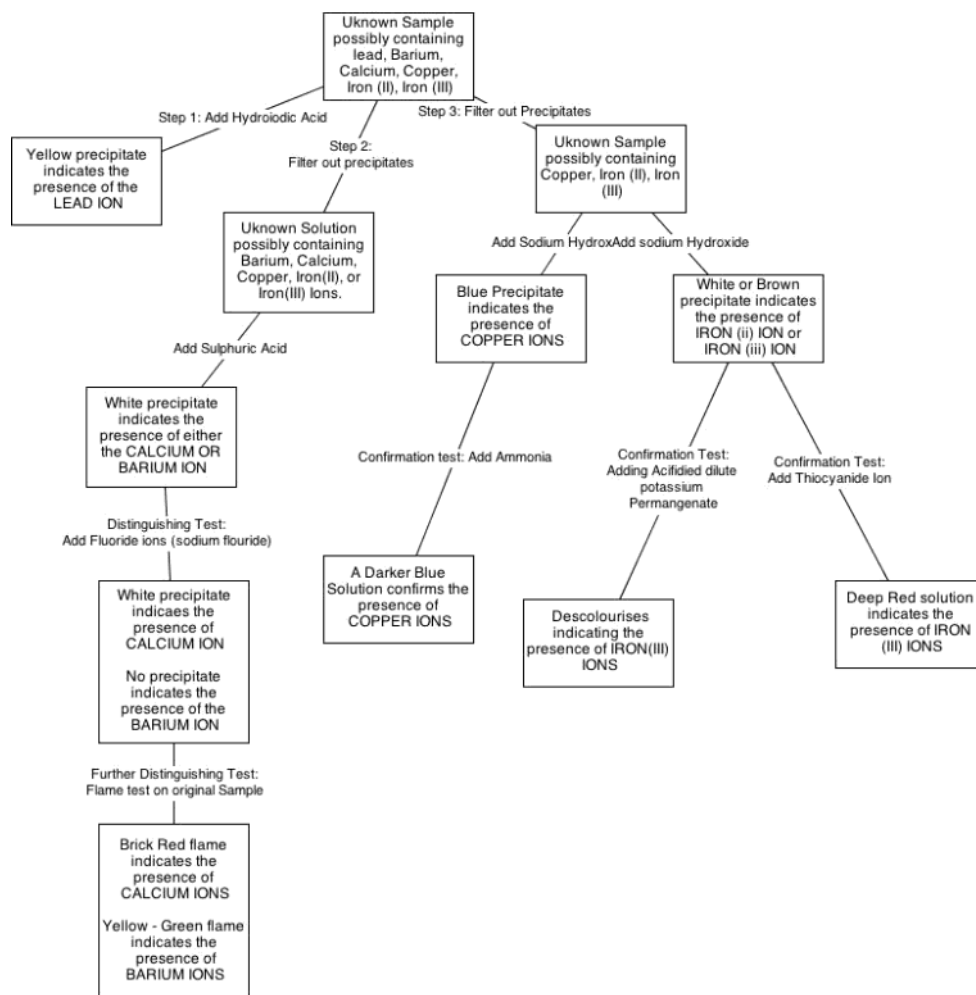 Uknown Sample
possibly containing
lead, Barium,
Calcium, Copper,
Iron (II), Iron (III)
Step 1: Add Hydroiodic Acid
Step 2:
Filter out precipitates
Step 3: Filter out Precipitates
Yellow precipitate
indicates the
presence of the
LEAD ION
Uknown Sample
possibly containing
Copper, Iron (II), Iron
(III)
Uknown Solution
possibly containing
Barium, Calcium,
Copper, Iron(II), or
Iron(III) Ions.
Add Sodium Hydrox
Add sodium Hydroxide
Blue Precipitate
indicates the
presence of
COPPER IONS
White or Brown
precipitate indicates
the presence of
IRON (ii) ION or
IRON (iii) ION
Add Sulphuric Acid
White precipitate
indicates the
presence of either
the CALCIUM OR
BARIUM ION
Confirmation test: Add Ammonia
Confirmation Test:
Adding Acifidied dilute
potassium
Permangenate
Confirmation Test:
Add Thiocyanide Ion
Distinguishing Test:
Add Fluoride ions (sodium flouride)
White precipitate
indicaes the
presence of
CALCIUM ION
No precipitate
indicates the
presence of the
BARIUM ION
A Darker Blue
Solution confirms the
presence of
COPPER IONS
Descolourises
indicating the
presence of IRON(III)
IONS
Deep Red solution
indicates the
presence of IRON
(III) IONS
Further Distinguishing Test:
Flame test on original Sample
Brick Red flame
indicates the
presence of
CALCIUM IONS
Yellow - Green flame
indicates the
presence of
BARIUM IONS